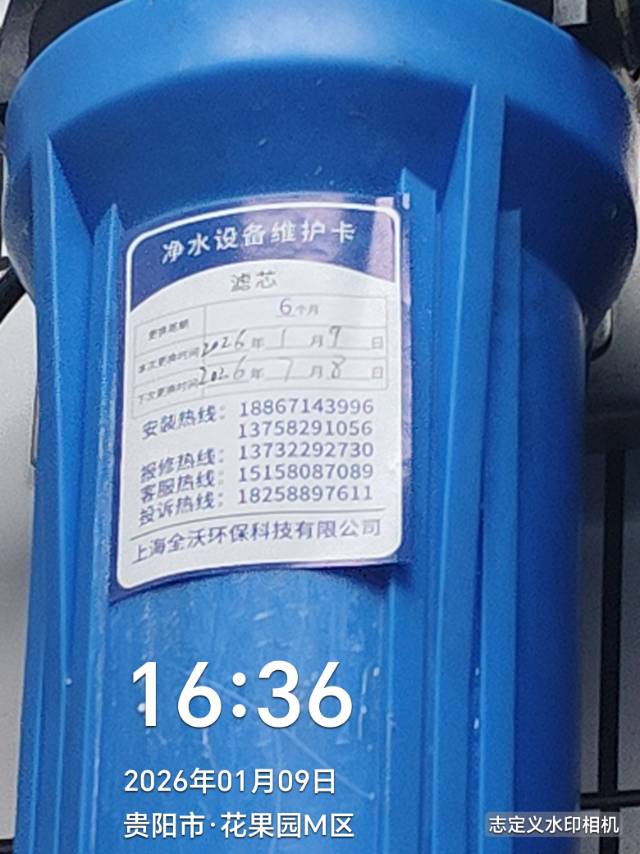 净水设备维护卡
滤芯
更换周期 6个月
本次更换时间 2026年1月9日
下次更换时间 2026年7月8日
安装热线：18867143996
13758291056
报修热线：13732292730
客服热线：15158087089
投诉热线：18258897611
上海全沃环保科技有限公司
16:36
2026年01月09日
贵阳市·花果园M区
志定义水印相机